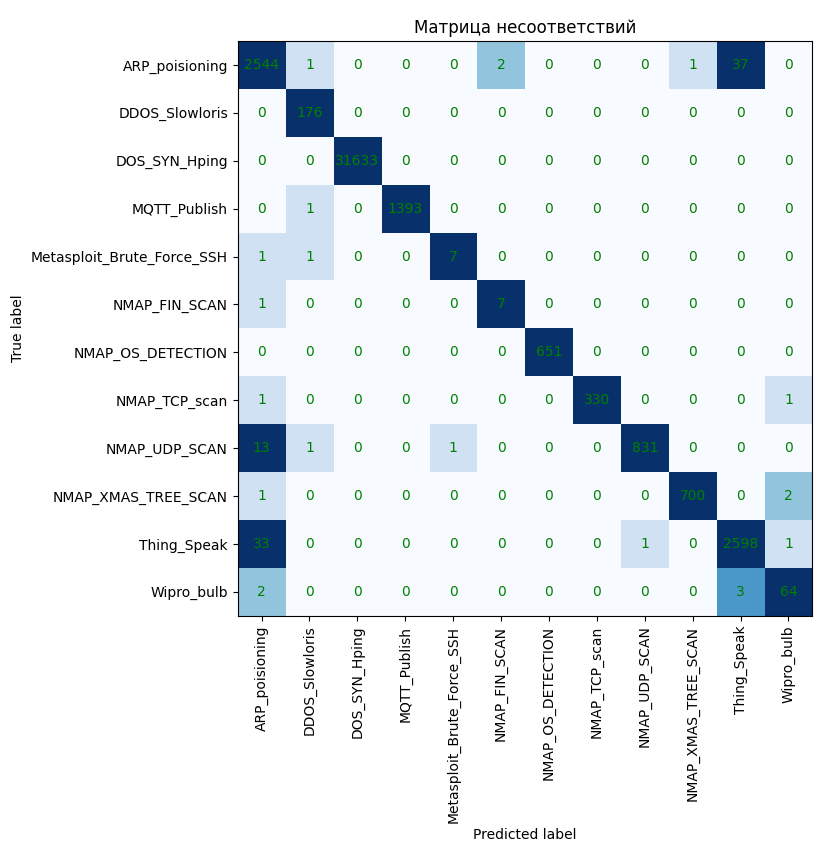 Матрица несоответствий
ARP_poisioning 2544 1 0 0 0 2 0 0 0 1 37 0
DDOS_Slowloris 0 176 0 0 0 0 0 0 0 0 0 0
DOS_SYN_Hping 0 0 31633 0 0 0 0 0 0 0 0 0
MQTT_Publish 0 1 0 1393 0 0 0 0 0 0 0 0
Metasploit_Brute_Force_SSH 1 1 0 0 7 0 0 0 0 0 0 0
NMAP_FIN_SCAN 1 0 0 0 0 7 0 0 0 0 0 0
NMAP_OS_DETECTION 0 0 0 0 0 0 651 0 0 0 0 0
NMAP_TCP_scan 1 0 0 0 0 0 0 330 0 0 0 1
NMAP_UDP_SCAN 13 1 0 0 1 0 0 0 831 0 0 0
NMAP_XMAS_TREE_SCAN 1 0 0 0 0 0 0 0 0 700 0 2
Thing_Speak 33 0 0 0 0 0 0 0 1 0 2598 1
Wipro_bulb 2 0 0 0 0 0 0 0 0 0 3 64
True label
ARP_poisioning
DDOS_Slowloris
DOS_SYN_Hping
MQTT_Publish
Metasploit_Brute_Force_SSH
NMAP_FIN_SCAN
NMAP_OS_DETECTION
NMAP_TCP_scan
NMAP_UDP_SCAN
NMAP_XMAS_TREE_SCAN
Thing_Speak
Wipro_bulb
Predicted label